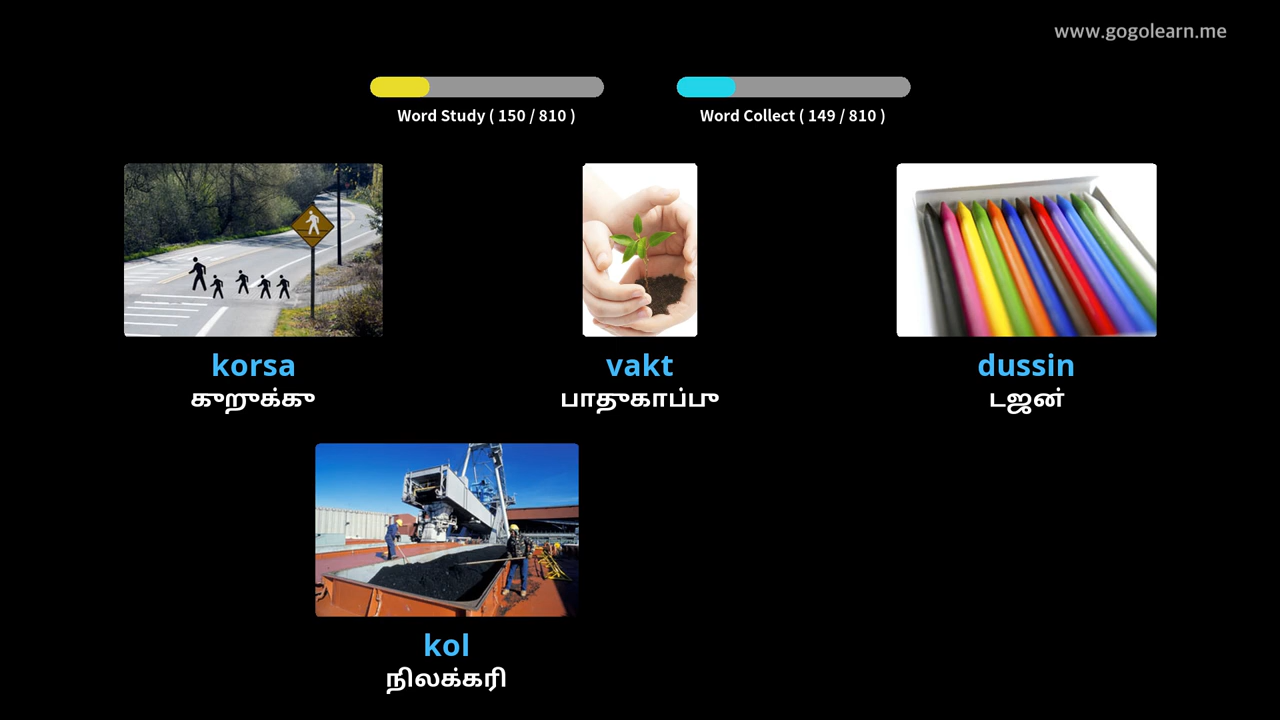 www.gogolearn.me
Word Study ( 150 / 810 )
Word Collect ( 149 / 810 )
korsa
குறுக்கு
vakt
பாதுகாப்பு
dussin
டஜன்
kol
நிலக்கரி